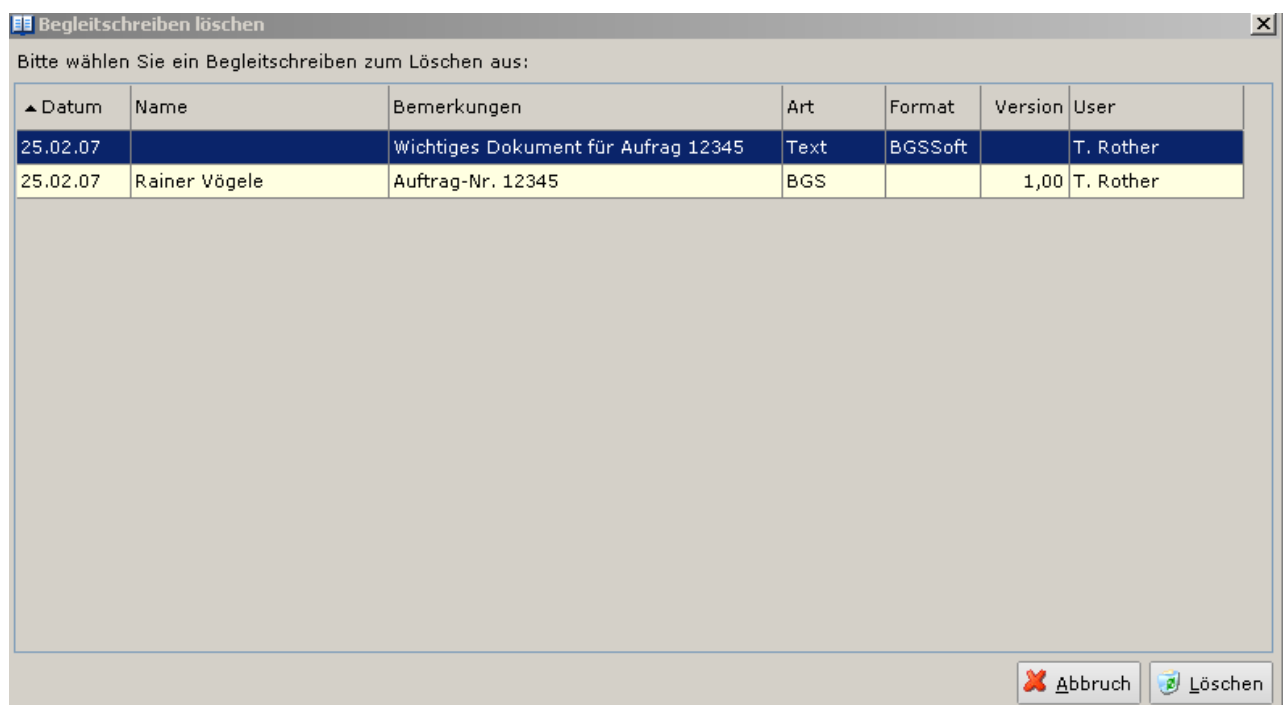 Begleitschreiben löschen
Bitte wählen Sie ein Begleitschreiben zum Löschen aus:
Datum Name Bemerkungen Art Format Version User
25.02.07 Wichtiges Dokument für Aufrag 12345 Text BGSSoft T. Rother
25.02.07 Rainer Vögele Auftrag-Nr. 12345 BGS 1,00 T. Rother
Abbruch Löschen